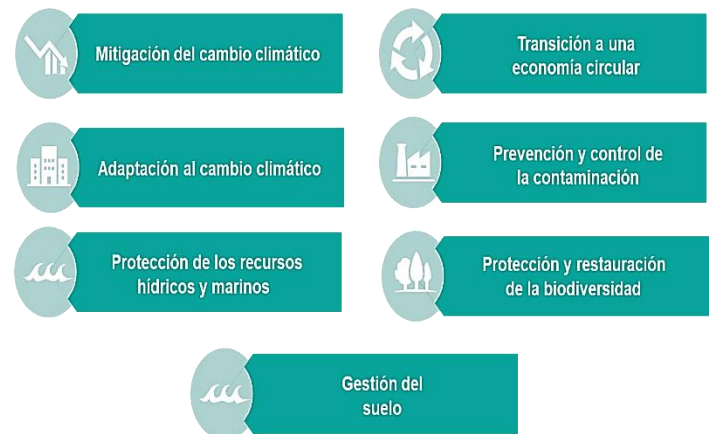 Mitigación del cambio climático
Transición a una
economía circular
Adaptación al cambio climático
Prevención y control de
la contaminación
Protección de los recursos
hídricos y marinos
Protección y restauración
de la biodiversidad
Gestión del
suelo